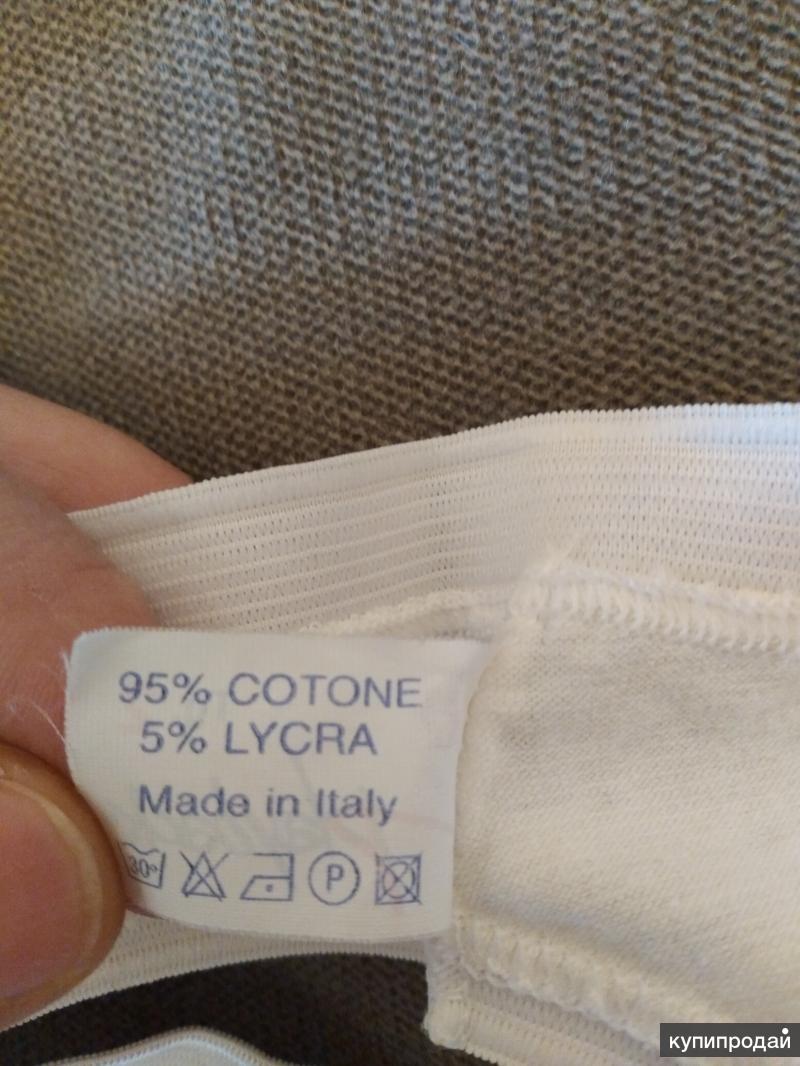 95% COTONE
5% LYCRA
Made in Italy
30° P
купипродай